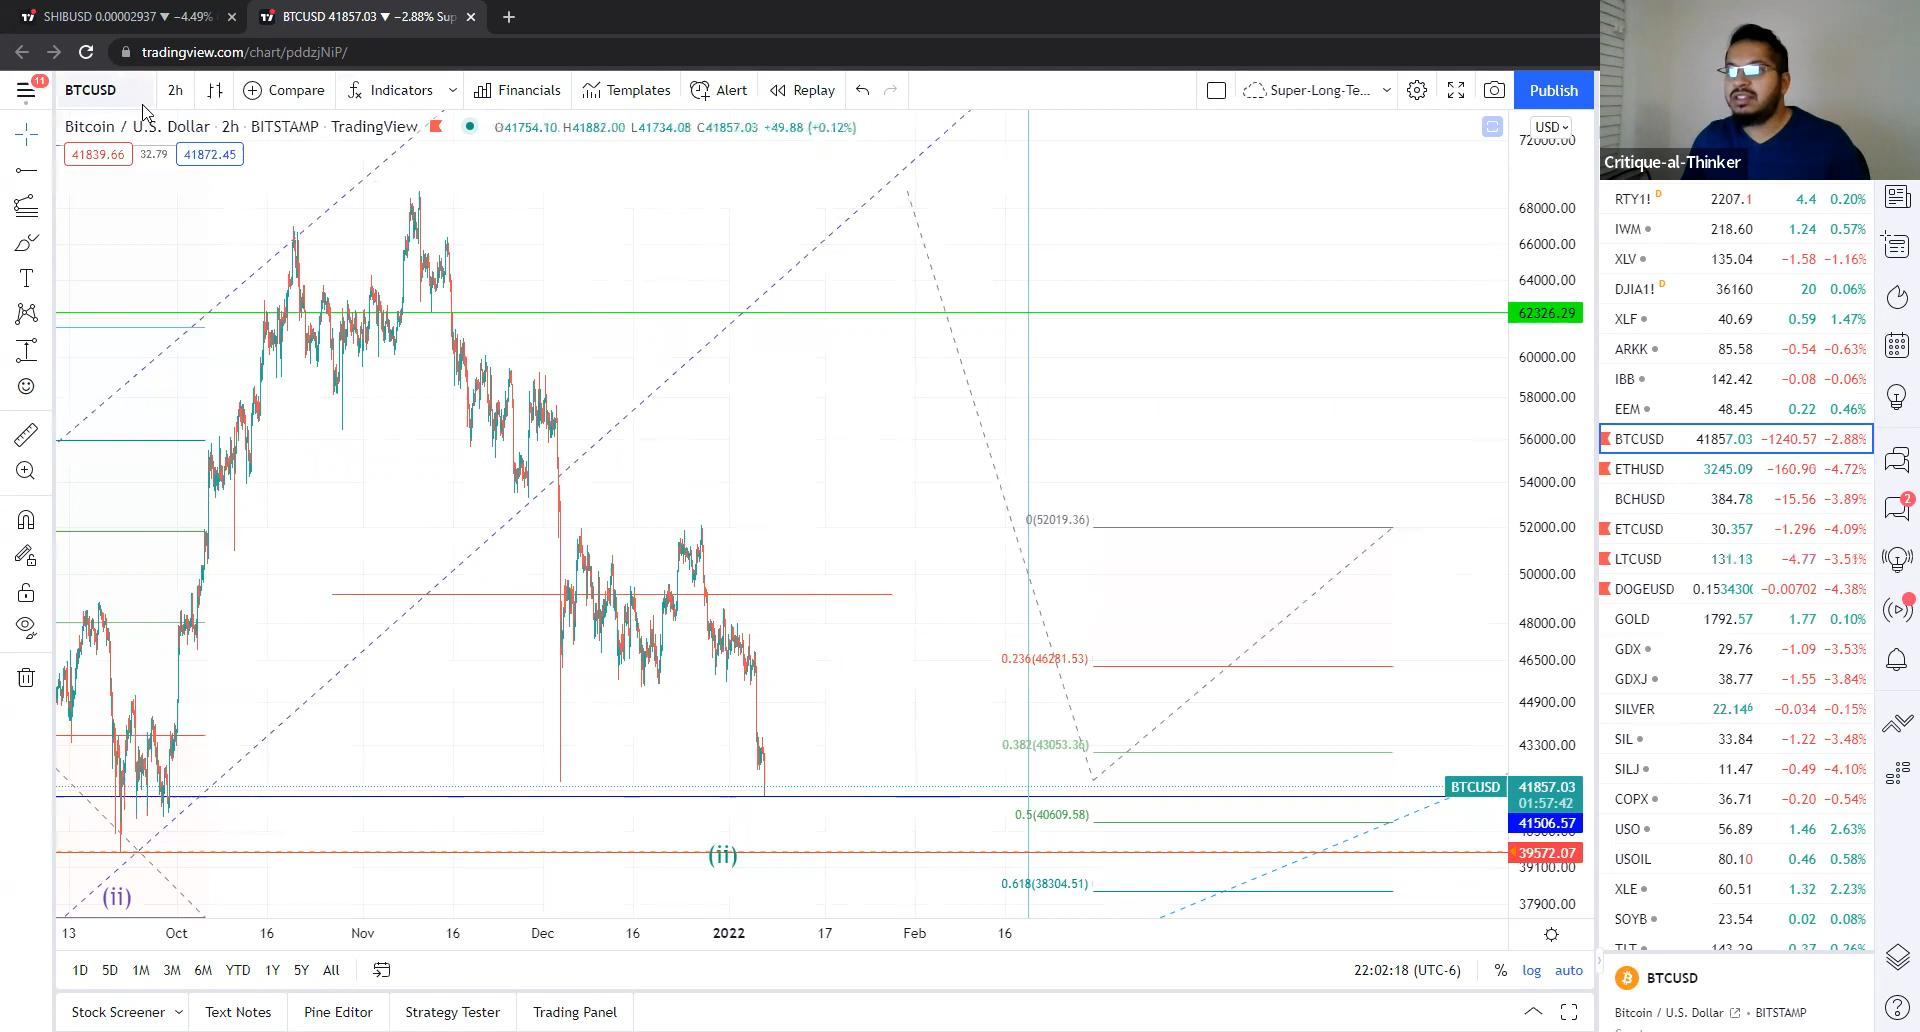 SHIBUSD 0.00002937 ▼ −4.49%
BTCUSD 41857.03 ▼ −2.88% Sup
tradingview.com/chart/pddzjNiP/
11
BTCUSD
2h
Compare
Indicators
Financials
Templates
Alert
Replay
Super-Long-Te...
Publish
Bitcoin / U.S. Dollar · 2h · BITSTAMP · TradingView
O41754.10 H41882.00 L41734.08 C41857.03 +49.88 (+0.12%)
41839.66 32.79 41872.45
USD
72000.00
68000.00
66000.00
64000.00
62326.29
60000.00
58000.00
56000.00
54000.00
52000.00
50000.00
48000.00
46500.00
44900.00
43300.00
BTCUSD 41857.03
01:57:42
41506.57
39572.07
39100.00
37900.00
0(52019.36)
0.236(46281.53)
0.382(43053.36)
0.5(40609.58)
0.618(38304.51)
(ii)
(ii)
13 Oct 16 Nov 16 Dec 16 2022 17 Feb 16
1D 5D 1M 3M 6M YTD 1Y 5Y All
22:02:18 (UTC-6) % log auto
Stock Screener Text Notes Pine Editor Strategy Tester Trading Panel
Critique-al-Thinker
RTY1! D 2207.1 4.4 0.20%
IWM 218.60 1.24 0.57%
XLV 135.04 −1.58 −1.16%
DJIA1! D 36160 20 0.06%
XLF 40.69 0.59 1.47%
ARKK 85.58 −0.54 −0.63%
IBB 142.42 −0.08 −0.06%
EEM 48.45 0.22 0.46%
BTCUSD 41857.03 −1240.57 −2.88%
ETHUSD 3245.09 −160.90 −4.72%
BCHUSD 384.78 −15.56 −3.89%
ETCUSD 30.357 −1.296 −4.09%
LTCUSD 131.13 −4.77 −3.51%
DOGEUSD 0.1534300 −0.00702 −4.38%
GOLD 1792.57 1.77 0.10%
GDX 29.76 −1.09 −3.53%
GDXJ 38.77 −1.55 −3.84%
SILVER 22.146 −0.034 −0.15%
SIL 33.84 −1.22 −3.48%
SILJ 11.47 −0.49 −4.10%
COPX 36.71 −0.20 −0.54%
USO 56.89 1.46 2.63%
USOIL 80.10 0.46 0.58%
XLE 60.51 1.32 2.23%
SOYB 23.54 0.02 0.08%
TLT 143.29 0.37 0.26%
2
BTCUSD
Bitcoin / U.S. Dollar • BITSTAMP